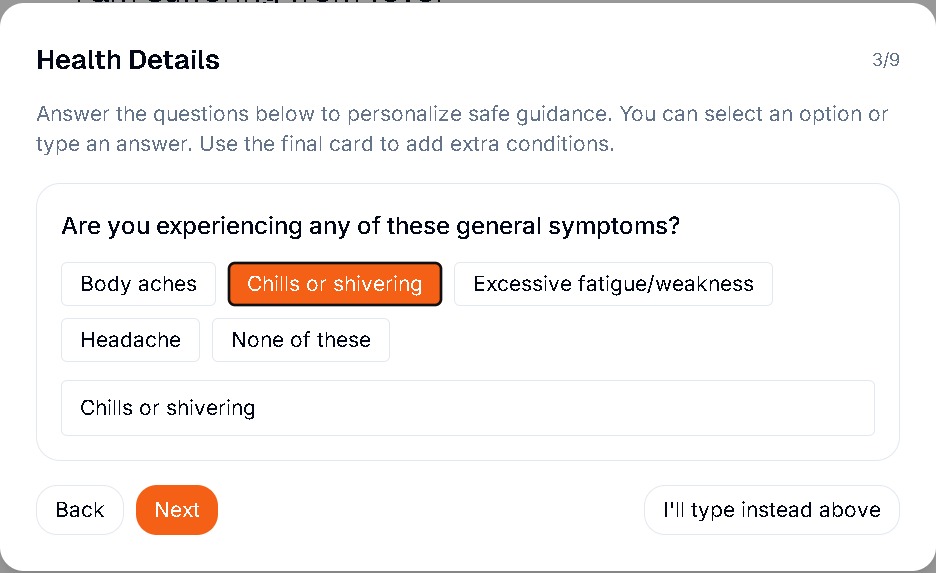 Health Details
3/9
Answer the questions below to personalize safe guidance. You can select an option or
type an answer. Use the final card to add extra conditions.
Are you experiencing any of these general symptoms?
Body aches
Chills or shivering
Excessive fatigue/weakness
Headache
None of these
Chills or shivering
Back
Next
I'll type instead above